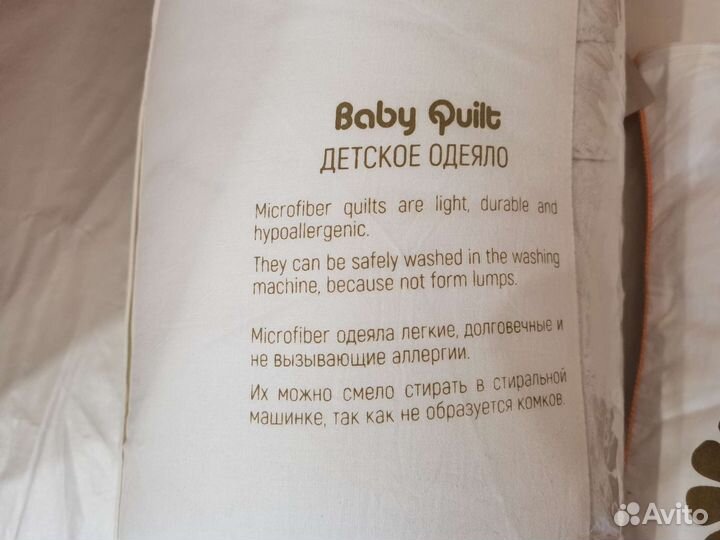 Baby Quilt
ДЕТСКОЕ ОДЕЯЛО
Microfiber quilts are light, durable and
hypoallergenic.
They can be safely washed in the washing
machine, because not form lumps.
Microfiber одеяла легкие, долговечные и
не вызывающие аллергии.
Их можно смело стирать в стиральной
машинке, так как не образуется комков.
Avito